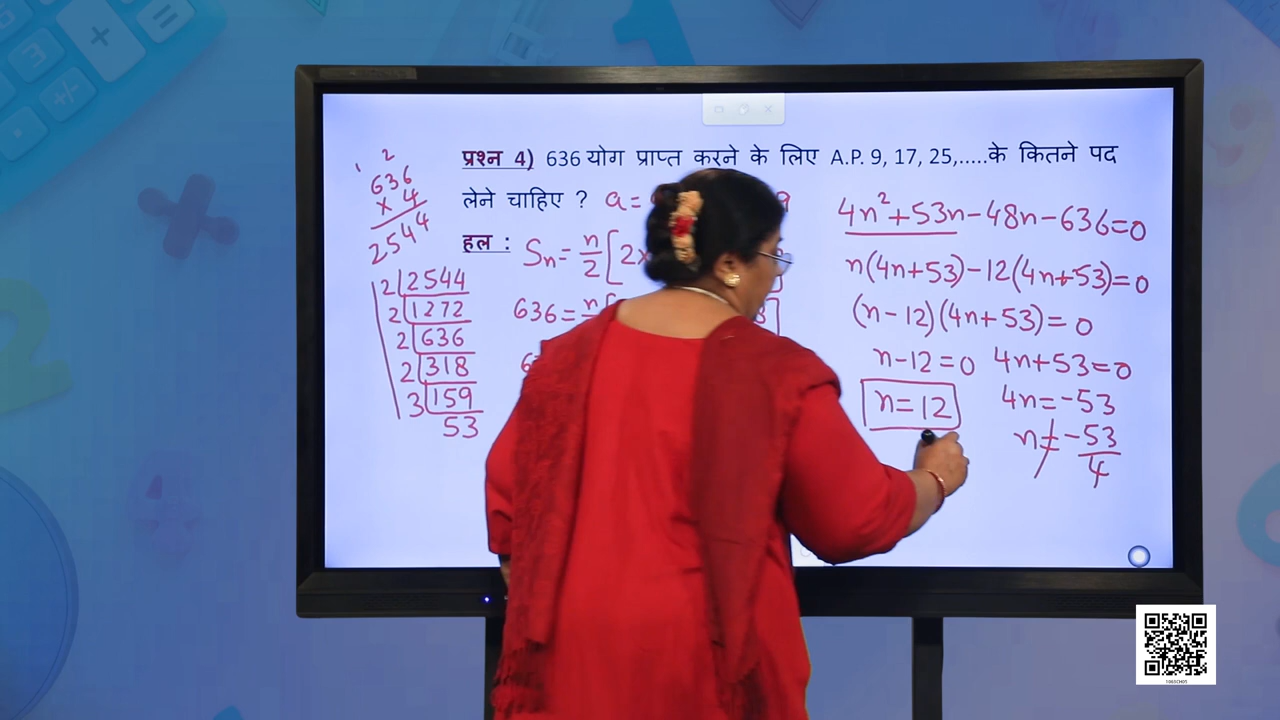 प्रश्न 4) 636 योग प्राप्त करने के लिए A.P. 9, 17, 25,.....के कितने पद
लेने चाहिए ? a =
हल : Sn = n/2 [2×
636 = n/2
1 2
636
× 4
2544
2 | 2544
2 | 1272
2 | 636
2 | 318
3 | 159
53
4n² + 53n - 48n - 636 = 0
n(4n + 53) - 12(4n + 53) = 0
(n - 12)(4n + 53) = 0
n - 12 = 0 4n + 53 = 0
n = 12 4n = -53
n ≠ -53/4